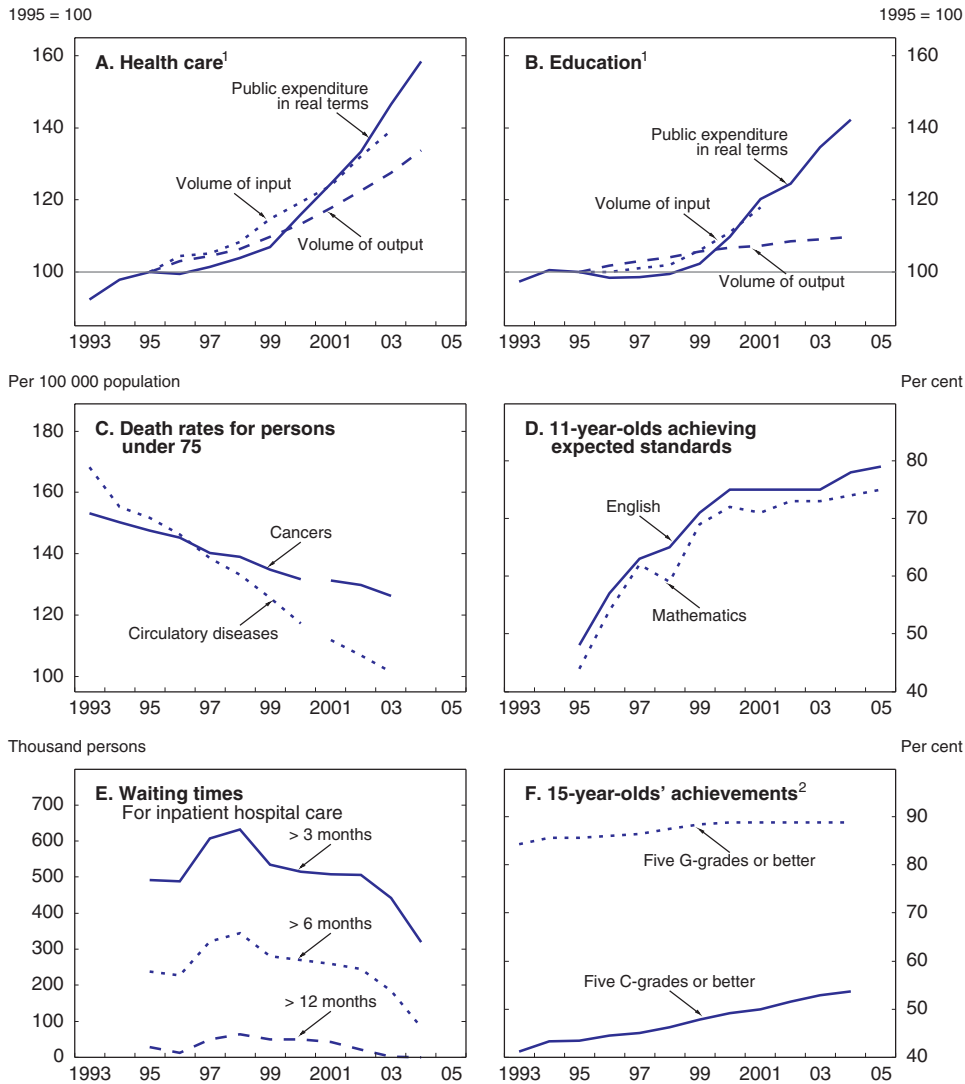 1995 = 100
1995 = 100
A. Health care¹
160
140
120
100
Public expenditure
in real terms
Volume of input
Volume of output
1993 95 97 99 2001 03 05
B. Education¹
160
140
120
100
Public expenditure
in real terms
Volume of input
Volume of output
1993 95 97 99 2001 03 05
Per 100 000 population
Per cent
C. Death rates for persons
under 75
180
160
140
120
100
Cancers
Circulatory diseases
1993 95 97 99 2001 03 05
D. 11-year-olds achieving
expected standards
80
70
60
50
40
English
Mathematics
1993 95 97 99 2001 03 05
Thousand persons
Per cent
E. Waiting times
For inpatient hospital care
700
600
500
400
300
200
100
0
> 3 months
> 6 months
> 12 months
1993 95 97 99 2001 03 05
F. 15-year-olds’ achievements²
90
80
70
60
50
40
Five G-grades or better
Five C-grades or better
1993 95 97 99 2001 03 05